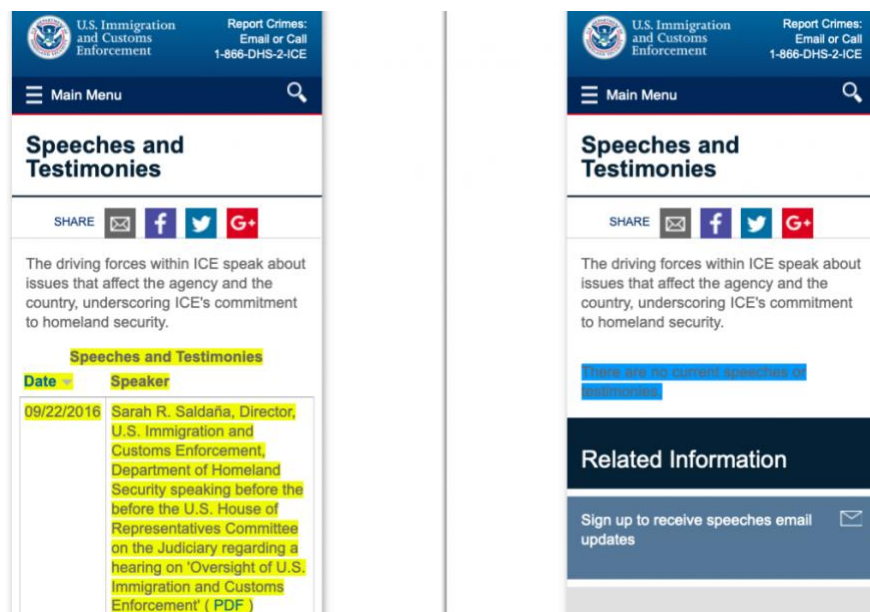 U.S. Immigration
and Customs
Enforcement
Report Crimes:
Email or Call
1-866-DHS-2-ICE
Main Menu
Speeches and
Testimonies
SHARE
f
G+
The driving forces within ICE speak about
issues that affect the agency and the
country, underscoring ICE's commitment
to homeland security.
Speeches and Testimonies
Date Speaker
09/22/2016 Sarah R. Saldaña, Director,
U.S. Immigration and
Customs Enforcement,
Department of Homeland
Security speaking before the
before the U.S. House of
Representatives Committee
on the Judiciary regarding a
hearing on 'Oversight of U.S.
Immigration and Customs
Enforcement' ( PDF )
U.S. Immigration
and Customs
Enforcement
Report Crimes:
Email or Call
1-866-DHS-2-ICE
Main Menu
Speeches and
Testimonies
SHARE
f
G+
The driving forces within ICE speak about
issues that affect the agency and the
country, underscoring ICE's commitment
to homeland security.
There are no current speeches or
testimonies.
Related Information
Sign up to receive speeches email
updates